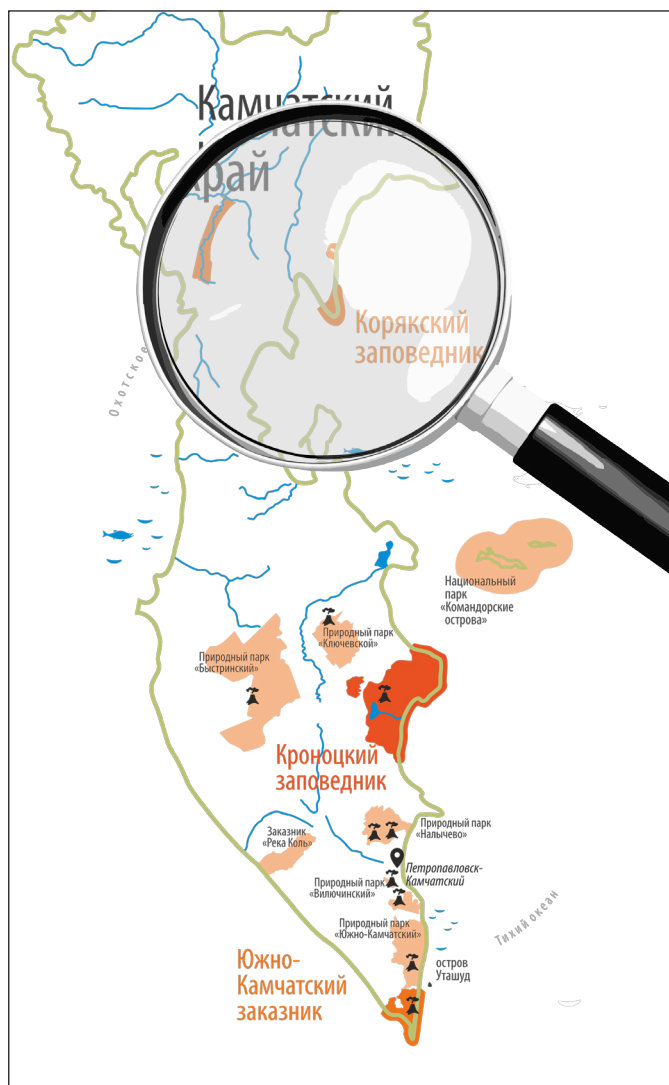 Камчатский
край
Охотское
Корякский
заповедник
Национальный
парк
«Командорские
острова»
Природный парк
«Ключевской»
Природный парк
«Быстринский»
Кроноцкий
заповедник
Природный парк
«Налычево»
Заказник
«Река Коль»
Петропавловск-
Камчатский
Природный парк
«Вилючинский»
Природный парк
«Южно-Камчатский»
Тихий океан
остров
Уташуд
Южно-
Камчатский
заказник